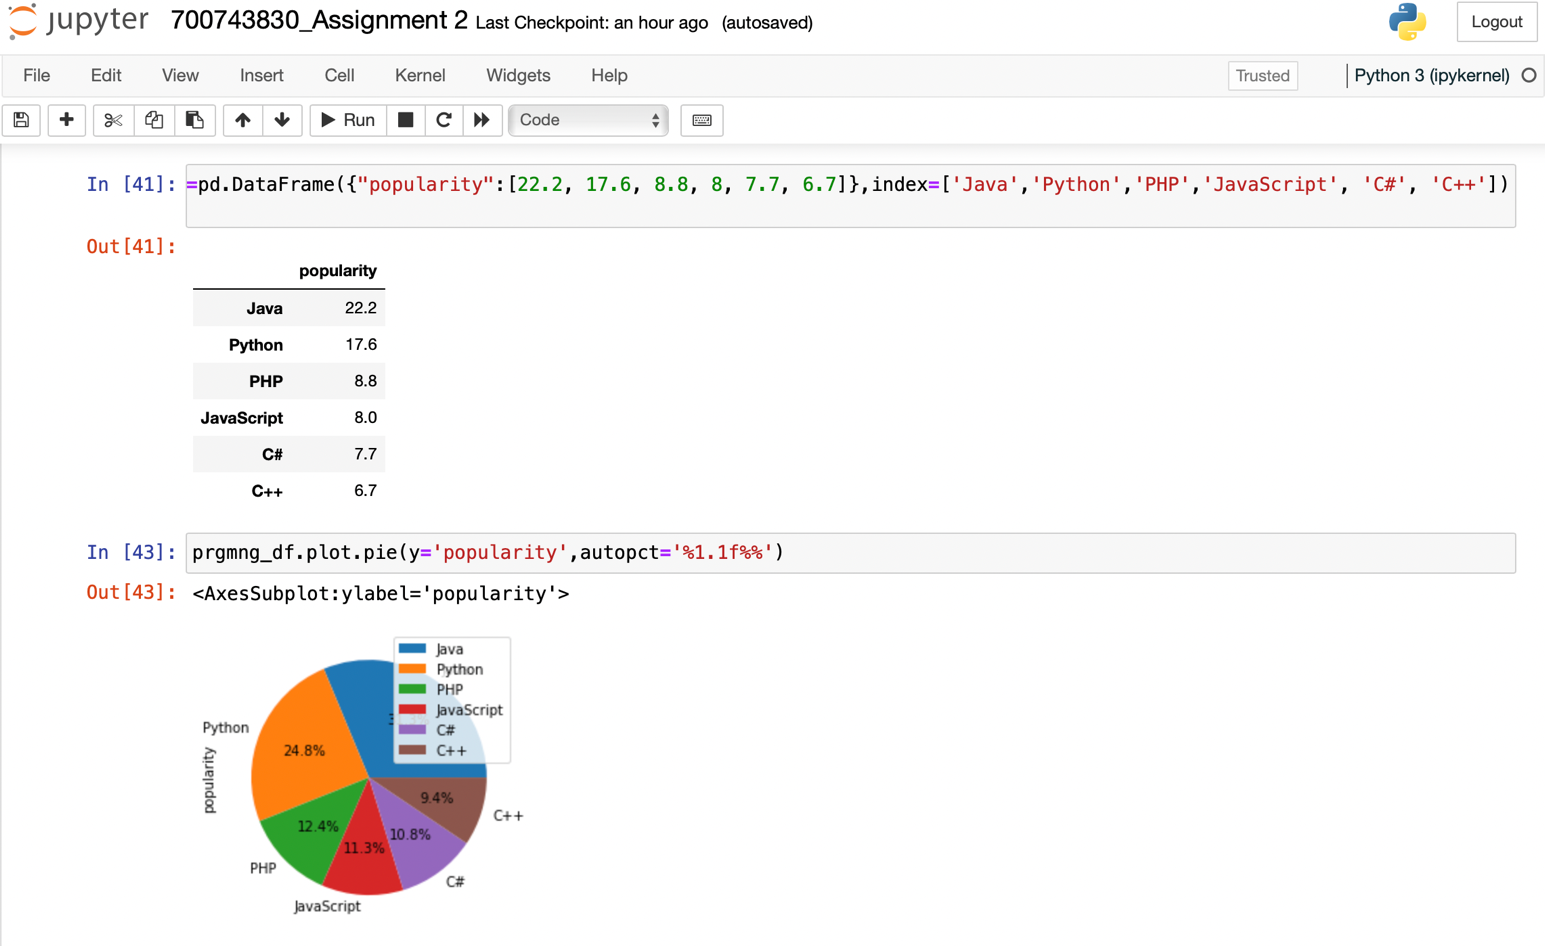 jupyter 700743830_Assignment 2 Last Checkpoint: an hour ago (autosaved) Logout
File Edit View Insert Cell Kernel Widgets Help Trusted Python 3 (ipykernel)
Run Code
In [41]: =pd.DataFrame({"popularity":[22.2, 17.6, 8.8, 8, 7.7, 6.7]},index=['Java','Python','PHP','JavaScript', 'C#', 'C++'])
Out[41]:
popularity
Java 22.2
Python 17.6
PHP 8.8
JavaScript 8.0
C# 7.7
C++ 6.7
In [43]: prgmng_df.plot.pie(y='popularity',autopct='%1.1f%%')
Out[43]: <AxesSubplot:ylabel='popularity'>
Java
Python
PHP
JavaScript
C#
C++
Python
24.8%
popularity
9.4%
C++
12.4%
10.8%
11.3%
PHP
C#
JavaScript